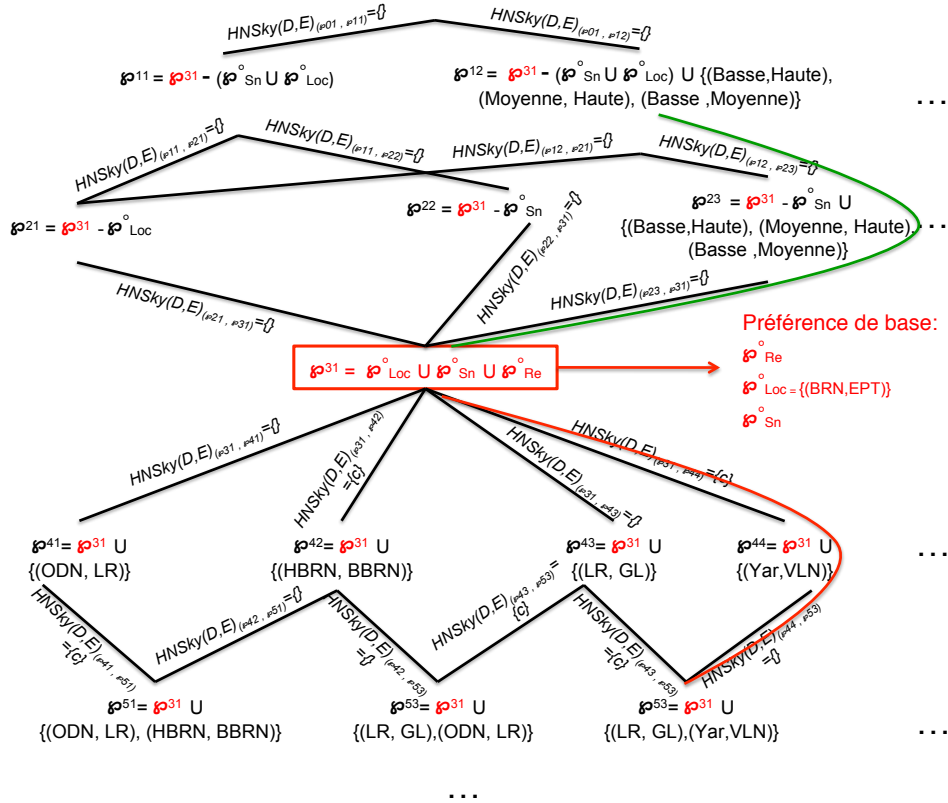 HNSky(D,E)(℘01 , ℘11)={}
HNSky(D,E)(℘01 , ℘12)={}
℘11 = ℘31 - (℘°Sn U ℘°Loc)
℘12 = ℘31 - (℘°Sn U ℘°Loc) U {(Basse,Haute),
(Moyenne, Haute), (Basse ,Moyenne)}
...
HNSky(D,E)(℘11 , ℘21)={}
HNSky(D,E)(℘11 , ℘22)={}
HNSky(D,E)(℘12 , ℘21)={}
HNSky(D,E)(℘12 , ℘23)={}
℘21 = ℘31 - ℘°Loc
℘22 = ℘31 - ℘°Sn
℘23 = ℘31 - ℘°Sn U
{(Basse,Haute), (Moyenne, Haute),
(Basse ,Moyenne)}
...
HNSky(D,E)(℘21 , ℘31)={}
HNSky(D,E)(℘22 , ℘31)={}
HNSky(D,E)(℘23 , ℘31)={}
℘31 = ℘°Loc U ℘°Sn U ℘°Re
Préférence de base:
℘°Re
℘°Loc = {(BRN,EPT)}
℘°Sn
HNSky(D,E)(℘31 , ℘41)={}
HNSky(D,E)(℘31 , ℘42)
={c}
HNSky(D,E)(℘31 , ℘43)={}
HNSky(D,E)(℘31 , ℘44)={c}
℘41= ℘31 U
{(ODN, LR)}
℘42= ℘31 U
{(HBRN, BBRN)}
℘43= ℘31 U
{(LR, GL)}
℘44= ℘31 U
{(Yar,VLN)}
...
HNSky(D,E)(℘41 , ℘51)
={c}
HNSky(D,E)(℘42 , ℘51)={}
HNSky(D,E)(℘42 , ℘53)
={}
HNSky(D,E)(℘43 , ℘53)=
{c}
HNSky(D,E)(℘43 , ℘53)
={c}
HNSky(D,E)(℘44 , ℘53)
={}
℘51= ℘31 U
{(ODN, LR), (HBRN, BBRN)}
℘53= ℘31 U
{(LR, GL),(ODN, LR)}
℘53= ℘31 U
{(LR, GL),(Yar,VLN)}
...
...